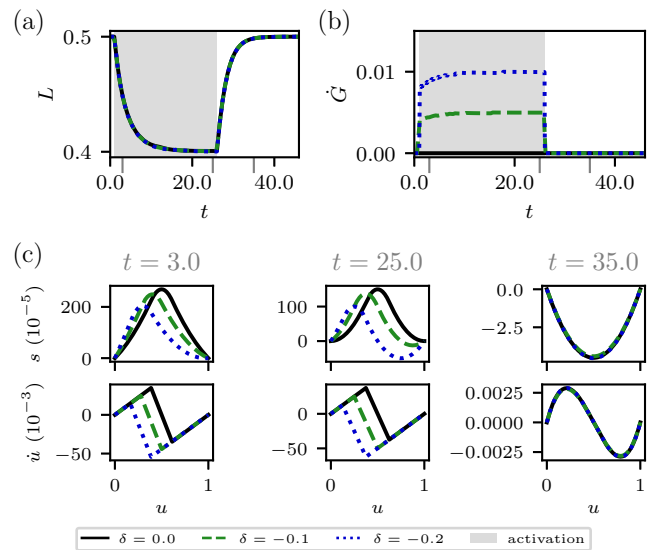 (a)
0.5
0.4
L
0.0 20.0 40.0
t
(b)
0.01
0.00
Ġ
0.0 20.0 40.0
t
(c)
t = 3.0
t = 25.0
t = 35.0
s (10⁻⁵)
200
0
100
0
0.0
−2.5
u̇ (10⁻³)
0
−50
0
−50
0.0025
0.0000
−0.0025
0 1
u
0 1
u
0 1
u
δ = 0.0 δ = −0.1 δ = −0.2 activation